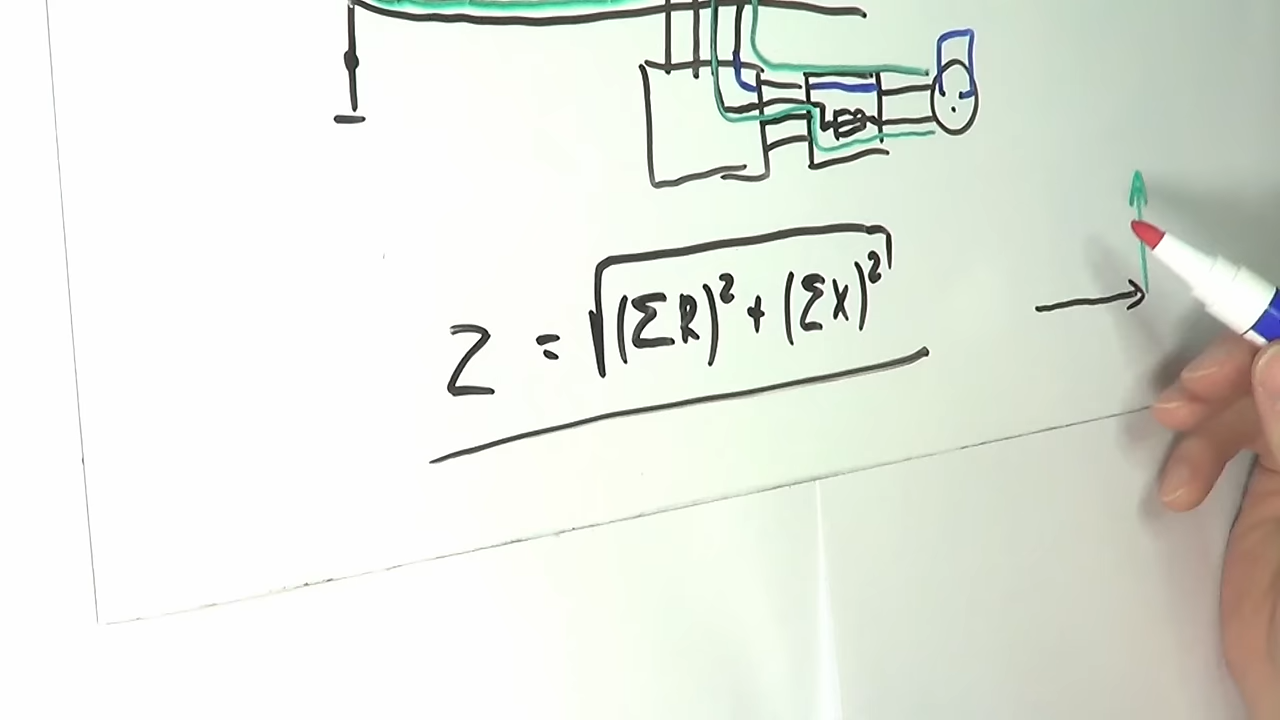 Z = √(ΣR)² + (ΣX)²